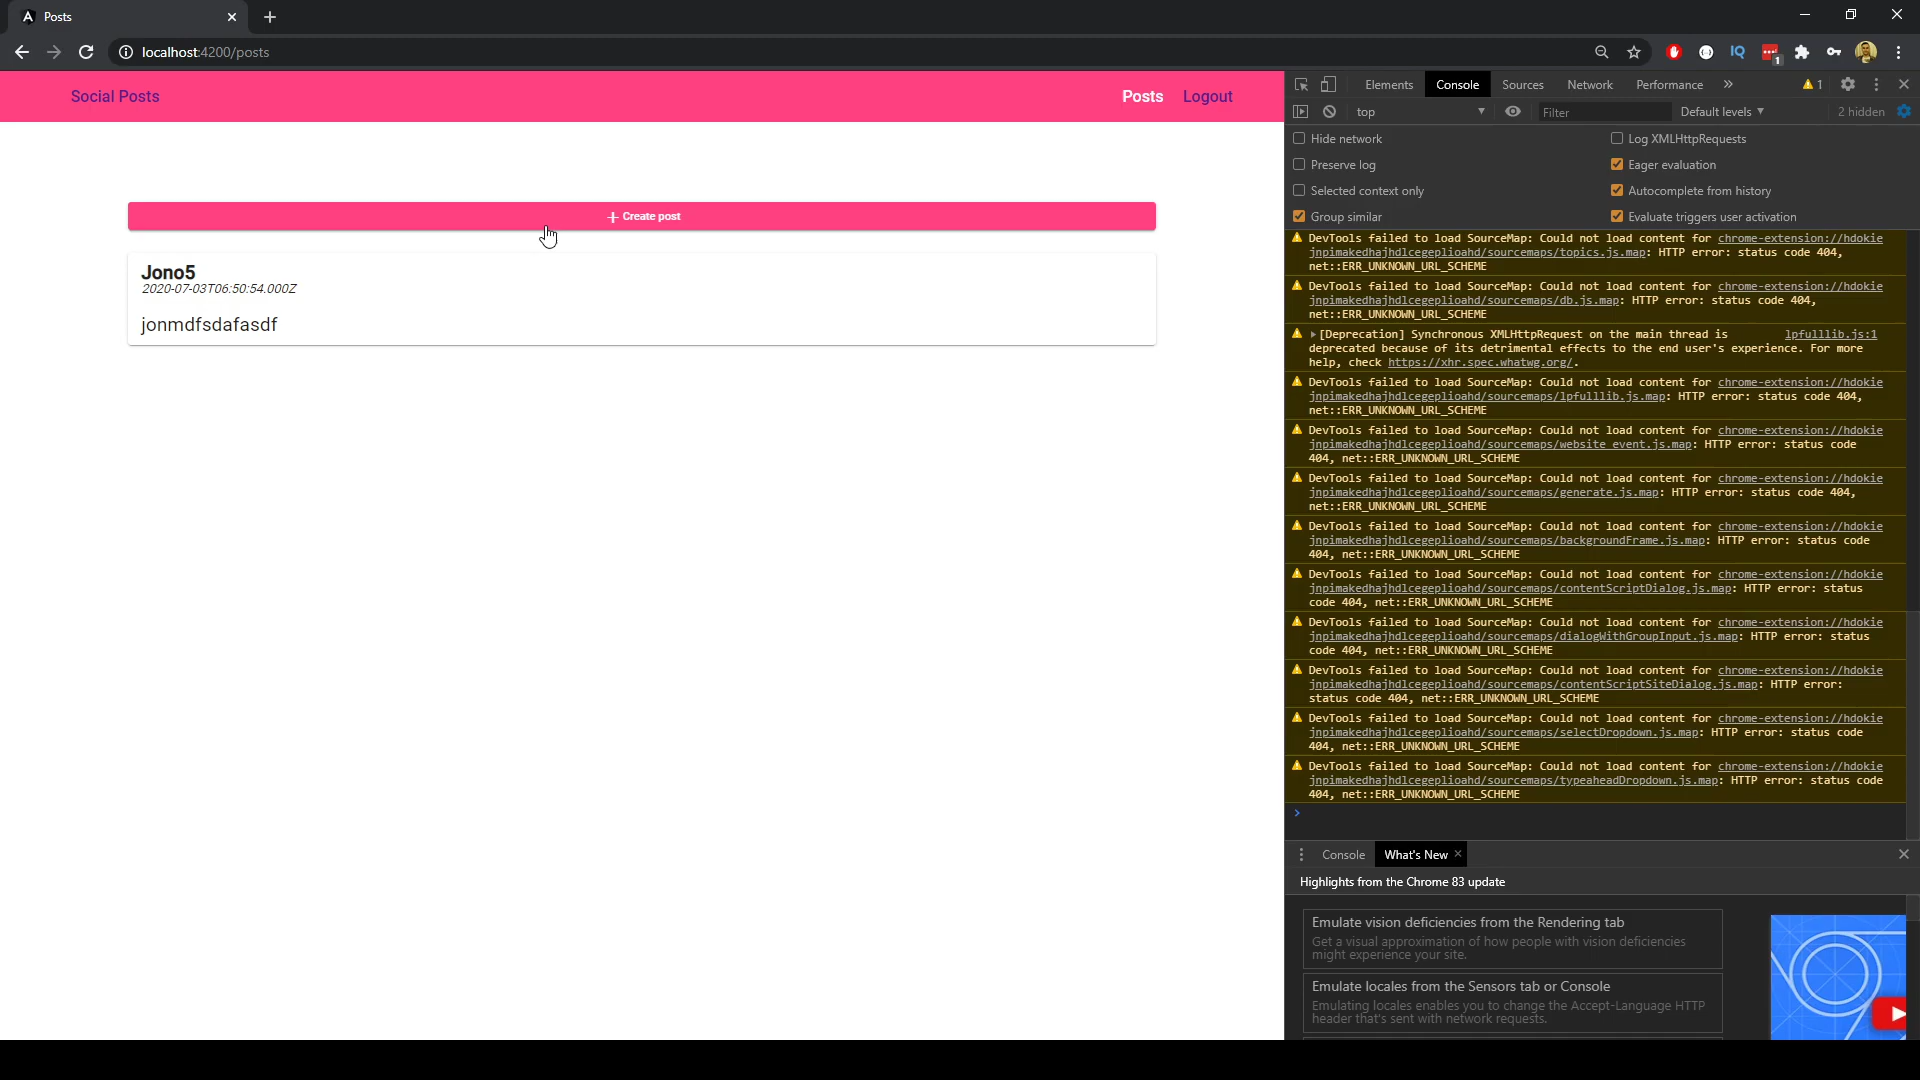 Posts
localhost:4200/posts
1
Social Posts
Posts
Logout
+ Create post
Jono5
2020-07-03T06:50:54.000Z
jonmdfsdafasdf
Elements
Console
Sources
Network
Performance
»
1
top
Filter
Default levels
2 hidden
Hide network
Log XMLHttpRequests
Preserve log
Eager evaluation
Selected context only
Autocomplete from history
Group similar
Evaluate triggers user activation
DevTools failed to load SourceMap: Could not load content for chrome-extension://hdokie
jnpimakedhajhdlcegeplioahd/sourcemaps/topics.js.map: HTTP error: status code 404,
net::ERR_UNKNOWN_URL_SCHEME
DevTools failed to load SourceMap: Could not load content for chrome-extension://hdokie
jnpimakedhajhdlcegeplioahd/sourcemaps/db.js.map: HTTP error: status code 404,
net::ERR_UNKNOWN_URL_SCHEME
[Deprecation] Synchronous XMLHttpRequest on the main thread is lpfulllib.js:1
deprecated because of its detrimental effects to the end user's experience. For more
help, check https://xhr.spec.whatwg.org/.
DevTools failed to load SourceMap: Could not load content for chrome-extension://hdokie
jnpimakedhajhdlcegeplioahd/sourcemaps/lpfulllib.js.map: HTTP error: status code 404,
net::ERR_UNKNOWN_URL_SCHEME
DevTools failed to load SourceMap: Could not load content for chrome-extension://hdokie
jnpimakedhajhdlcegeplioahd/sourcemaps/website_event.js.map: HTTP error: status code
404, net::ERR_UNKNOWN_URL_SCHEME
DevTools failed to load SourceMap: Could not load content for chrome-extension://hdokie
jnpimakedhajhdlcegeplioahd/sourcemaps/generate.js.map: HTTP error: status code 404,
net::ERR_UNKNOWN_URL_SCHEME
DevTools failed to load SourceMap: Could not load content for chrome-extension://hdokie
jnpimakedhajhdlcegeplioahd/sourcemaps/backgroundFrame.js.map: HTTP error: status code
404, net::ERR_UNKNOWN_URL_SCHEME
DevTools failed to load SourceMap: Could not load content for chrome-extension://hdokie
jnpimakedhajhdlcegeplioahd/sourcemaps/contentScriptDialog.js.map: HTTP error: status
code 404, net::ERR_UNKNOWN_URL_SCHEME
DevTools failed to load SourceMap: Could not load content for chrome-extension://hdokie
jnpimakedhajhdlcegeplioahd/sourcemaps/dialogWithGroupInput.js.map: HTTP error: status
code 404, net::ERR_UNKNOWN_URL_SCHEME
DevTools failed to load SourceMap: Could not load content for chrome-extension://hdokie
jnpimakedhajhdlcegeplioahd/sourcemaps/contentScriptSiteDialog.js.map: HTTP error:
status code 404, net::ERR_UNKNOWN_URL_SCHEME
DevTools failed to load SourceMap: Could not load content for chrome-extension://hdokie
jnpimakedhajhdlcegeplioahd/sourcemaps/selectDropdown.js.map: HTTP error: status code
404, net::ERR_UNKNOWN_URL_SCHEME
DevTools failed to load SourceMap: Could not load content for chrome-extension://hdokie
jnpimakedhajhdlcegeplioahd/sourcemaps/typeaheadDropdown.js.map: HTTP error: status code
404, net::ERR_UNKNOWN_URL_SCHEME
Console
What's New
Highlights from the Chrome 83 update
Emulate vision deficiencies from the Rendering tab
Get a visual approximation of how people with vision deficiencies
might experience your site.
Emulate locales from the Sensors tab or Console
Emulating locales enables you to change the Accept-Language HTTP
header that's sent with network requests.